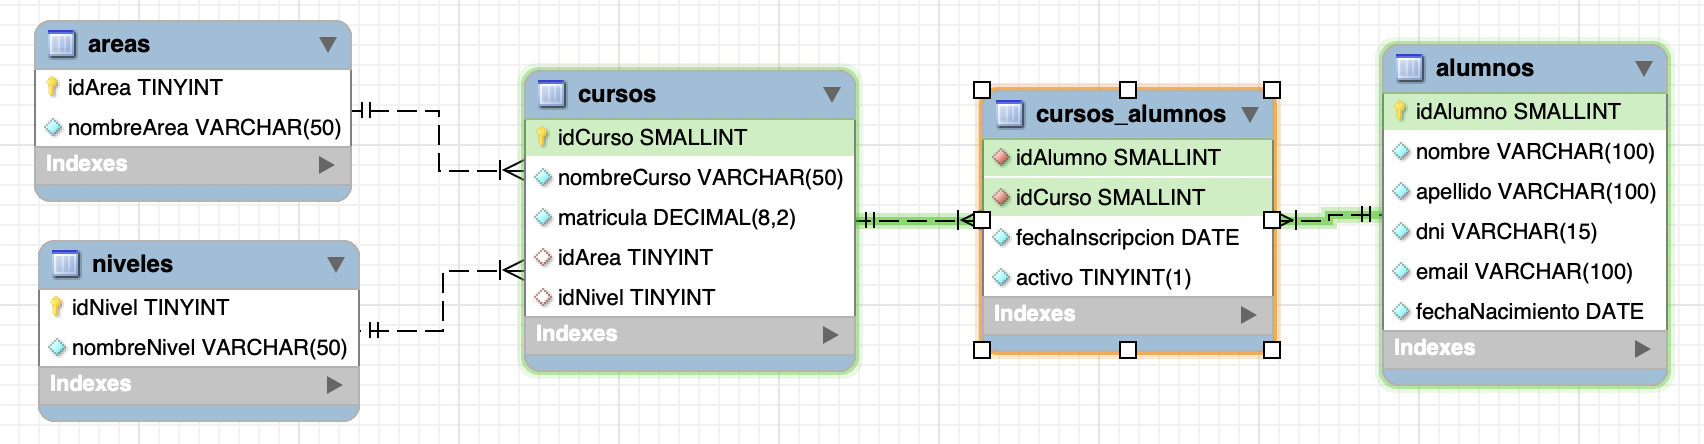 areas
idArea TINYINT
nombreArea VARCHAR(50)
Indexes
niveles
idNivel TINYINT
nombreNivel VARCHAR(50)
Indexes
cursos
idCurso SMALLINT
nombreCurso VARCHAR(50)
matricula DECIMAL(8,2)
idArea TINYINT
idNivel TINYINT
Indexes
cursos_alumnos
idAlumno SMALLINT
idCurso SMALLINT
fechaInscripcion DATE
activo TINYINT(1)
Indexes
alumnos
idAlumno SMALLINT
nombre VARCHAR(100)
apellido VARCHAR(100)
dni VARCHAR(15)
email VARCHAR(100)
fechaNacimiento DATE
Indexes